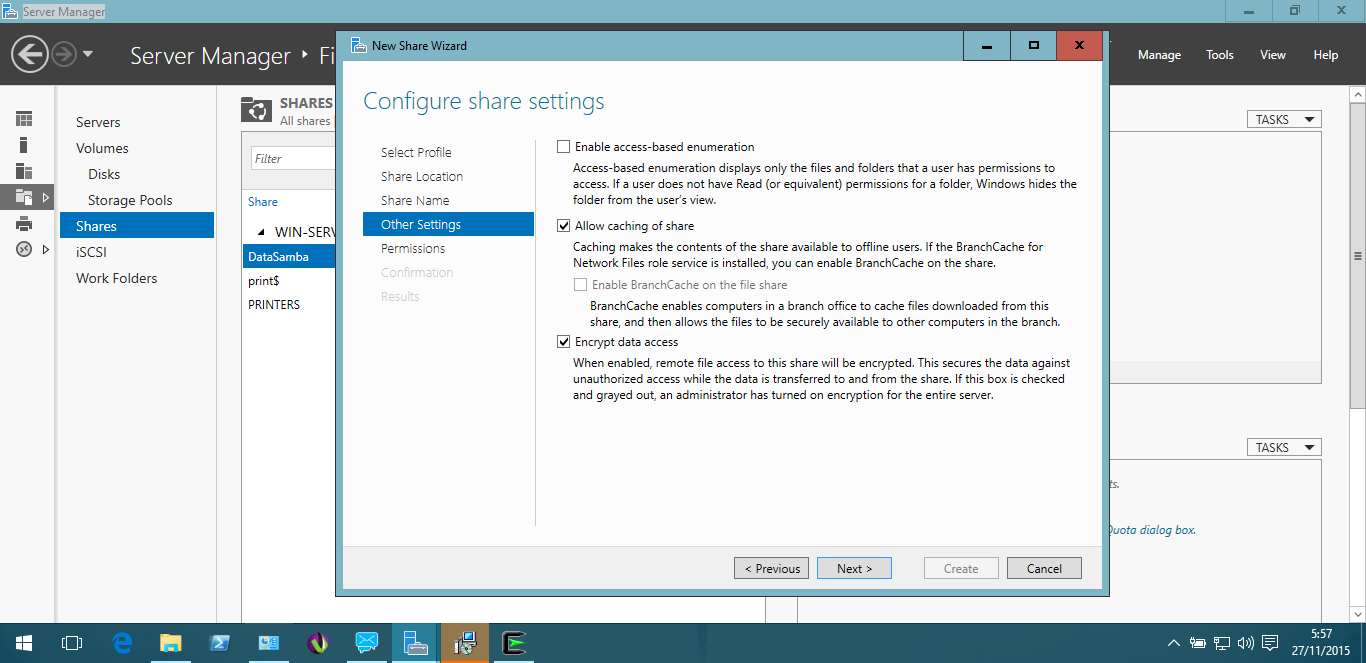 Server Manager
New Share Wizard
Server Manager
Fi
Manage
Tools
View
Help
Configure share settings
Servers
Volumes
Disks
Storage Pools
Shares
iSCSI
Work Folders
SHARES
All shares
Filter
Share
WIN-SERV
DataSamba
print$
PRINTERS
Select Profile
Share Location
Share Name
Other Settings
Permissions
Confirmation
Results
Enable access-based enumeration
Access-based enumeration displays only the files and folders that a user has permissions to
access. If a user does not have Read (or equivalent) permissions for a folder, Windows hides the
folder from the user's view.
Allow caching of share
Caching makes the contents of the share available to offline users. If the BranchCache for
Network Files role service is installed, you can enable BranchCache on the share.
Enable BranchCache on the file share
BranchCache enables computers in a branch office to cache files downloaded from this
share, and then allows the files to be securely available to other computers in the branch.
Encrypt data access
When enabled, remote file access to this share will be encrypted. This secures the data against
unauthorized access while the data is transferred to and from the share. If this box is checked
and grayed out, an administrator has turned on encryption for the entire server.
TASKS
TASKS
ts.
Quota dialog box.
< Previous
Next >
Create
Cancel
5:57
27/11/2015